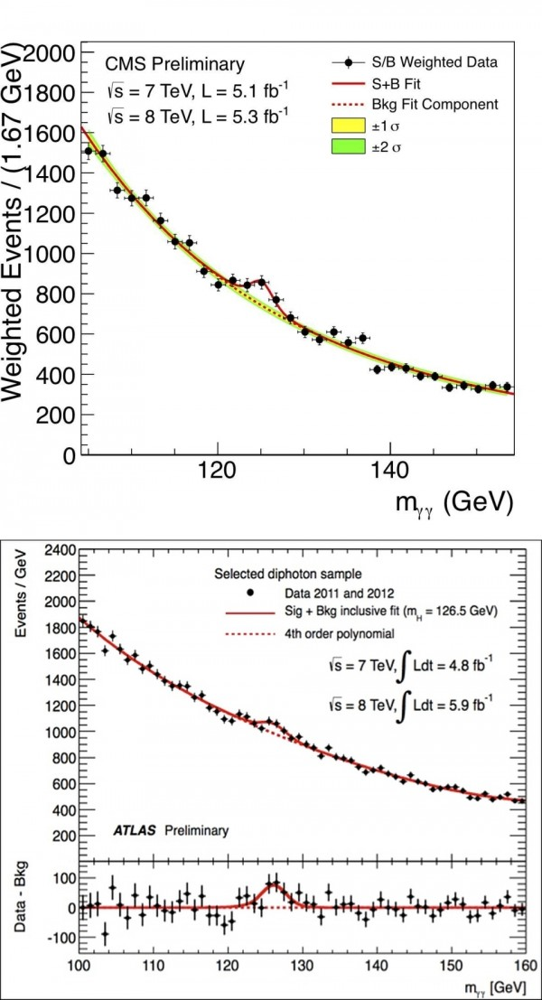 2000
1600
1400
1200
1000
800
600
400
200
0
Weighted Events / (1.67 GeV)
CMS Preliminary
√s = 7 TeV, L = 5.1 fb⁻¹
√s = 8 TeV, L = 5.3 fb⁻¹
S/B Weighted Data
S+B Fit
Bkg Fit Component
±1 σ
±2 σ
120 140
mγγ (GeV)
Events / GeV
2400
2200
2000
1800
1600
1400
1200
1000
800
600
400
200
Selected diphoton sample
Data 2011 and 2012
Sig + Bkg inclusive fit (mH = 126.5 GeV)
4th order polynomial
√s = 7 TeV, ∫ Ldt = 4.8 fb⁻¹
√s = 8 TeV, ∫ Ldt = 5.9 fb⁻¹
ATLAS Preliminary
Data - Bkg
100
0
-100
100 110 120 130 140 150 160
mγγ [GeV]